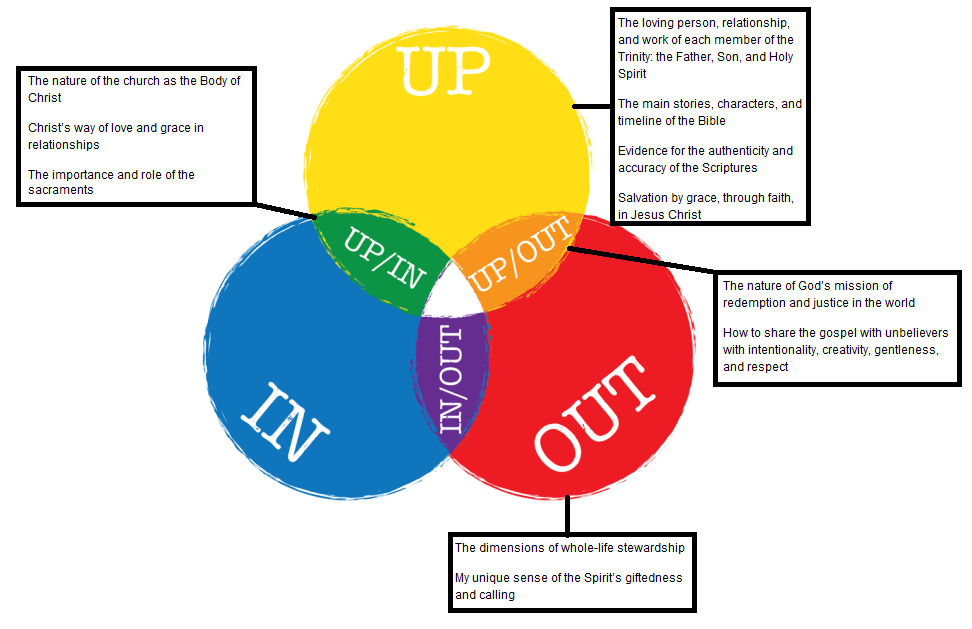 UP
The loving person, relationship,
and work of each member of the
Trinity: the Father, Son, and Holy
Spirit
The main stories, characters, and
timeline of the Bible
Evidence for the authenticity and
accuracy of the Scriptures
Salvation by grace, through faith,
in Jesus Christ
The nature of the church as the Body of
Christ
Christ's way of love and grace in
relationships
The importance and role of the
sacraments
UP/IN
UP/OUT
The nature of God's mission of
redemption and justice in the world
How to share the gospel with unbelievers
with intentionality, creativity, gentleness,
and respect
IN/OUT
IN
OUT
The dimensions of whole-life stewardship
My unique sense of the Spirit's giftedness
and calling